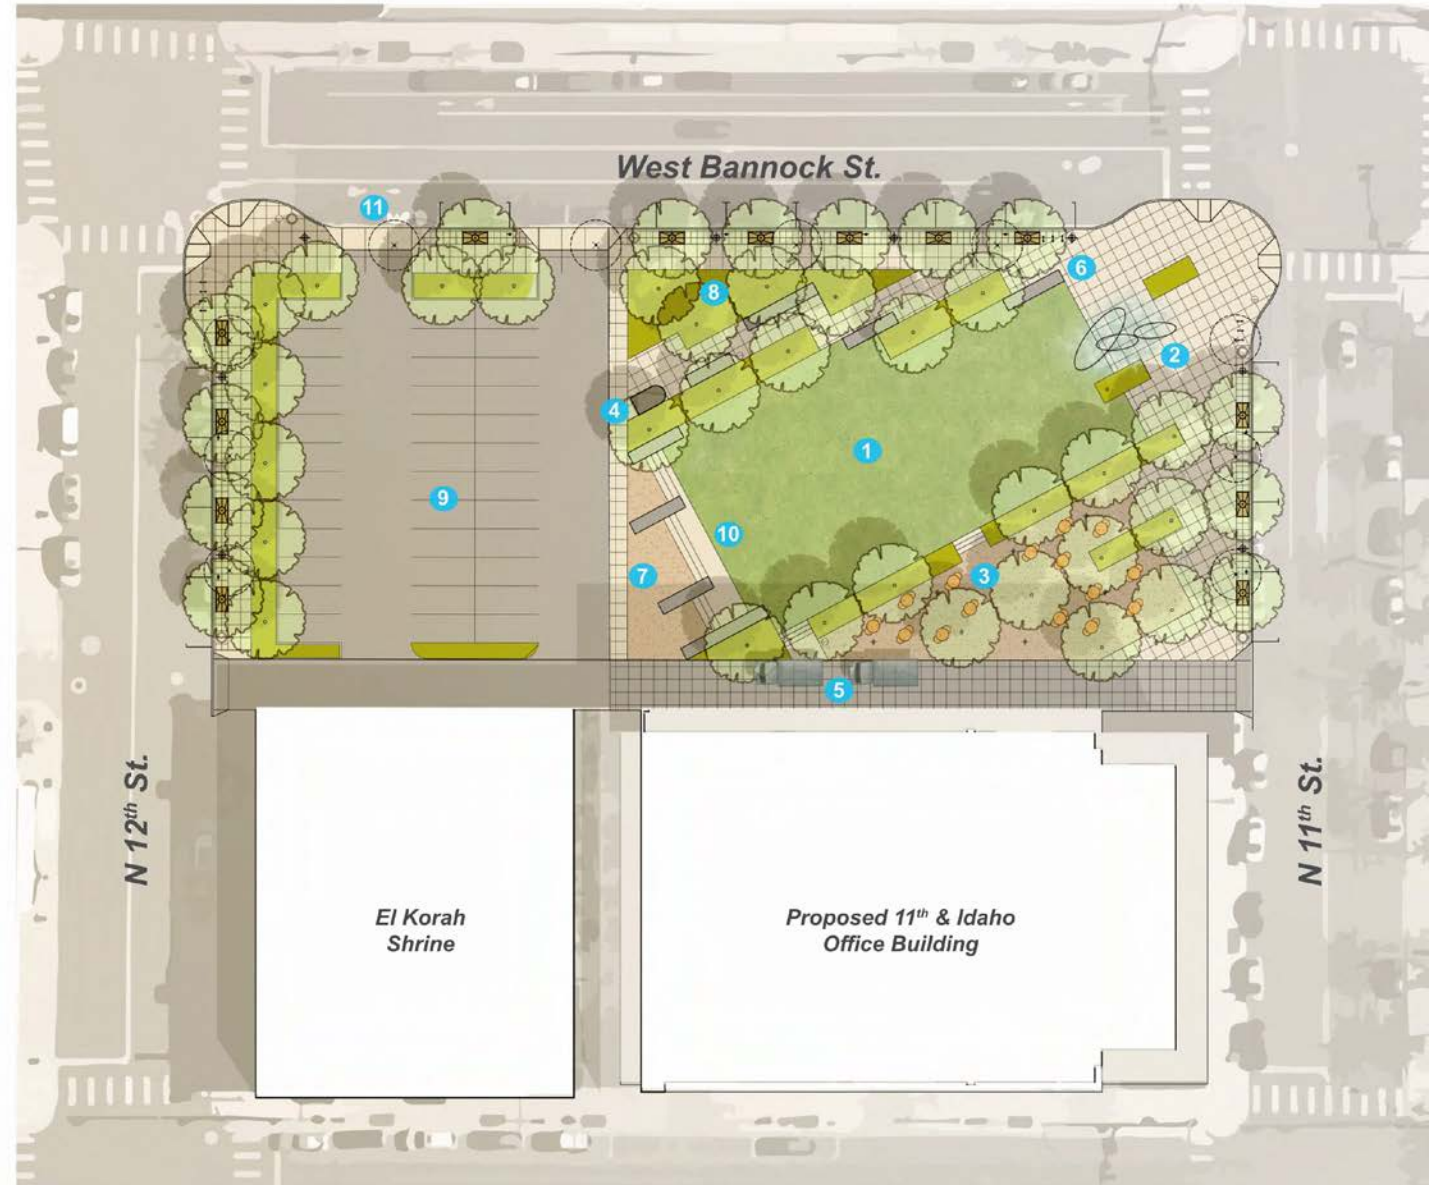 West Bannock St.
11
6
8
2
4
1
9
10
7
3
5
N 12th St.
N 11th St.
El Korah
Shrine
Proposed 11th & Idaho
Office Building